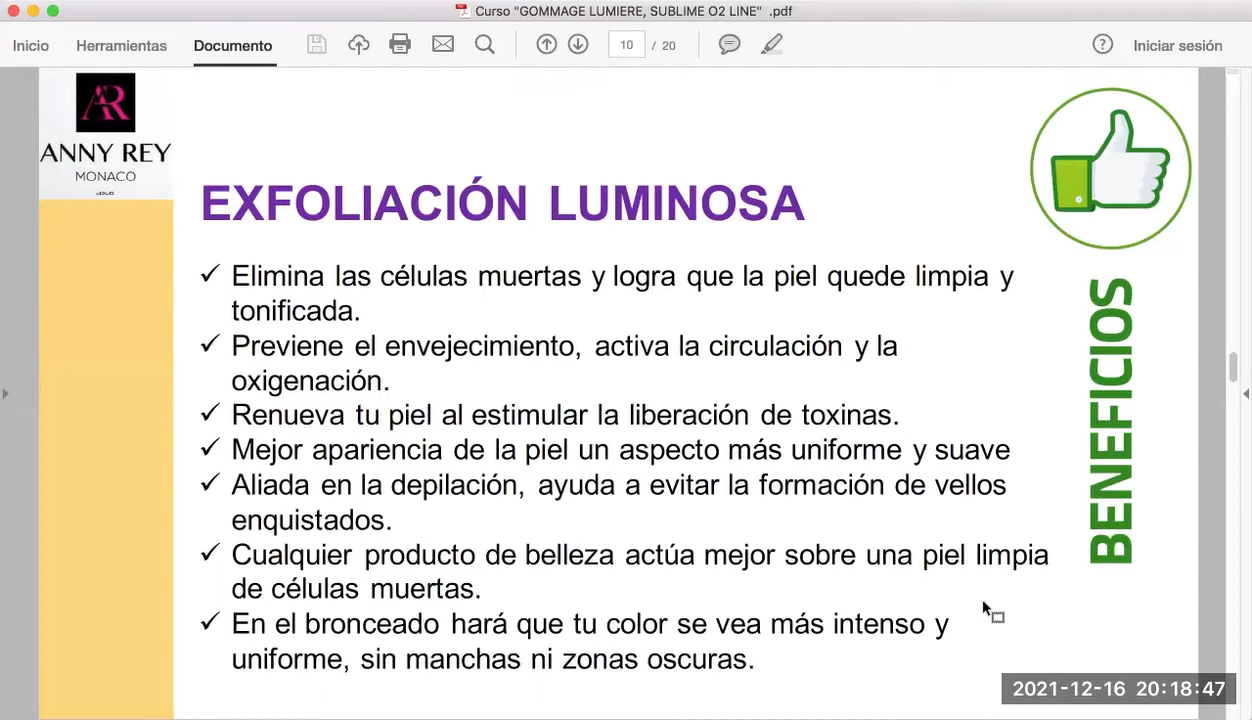 Curso "GOMMAGE LUMIERE, SUBLIME O2 LINE" .pdf
Inicio Herramientas Documento 10 / 20 Iniciar sesión
AR
ANNY REY
MONACO
EXFOLIACIÓN LUMINOSA
✓ Elimina las células muertas y logra que la piel quede limpia y
tonificada.
✓ Previene el envejecimiento, activa la circulación y la
oxigenación.
✓ Renueva tu piel al estimular la liberación de toxinas.
✓ Mejor apariencia de la piel un aspecto más uniforme y suave
✓ Aliada en la depilación, ayuda a evitar la formación de vellos
enquistados.
✓ Cualquier producto de belleza actúa mejor sobre una piel limpia
de células muertas.
✓ En el bronceado hará que tu color se vea más intenso y
uniforme, sin manchas ni zonas oscuras.
BENEFICIOS
2021-12-16 20:18:47